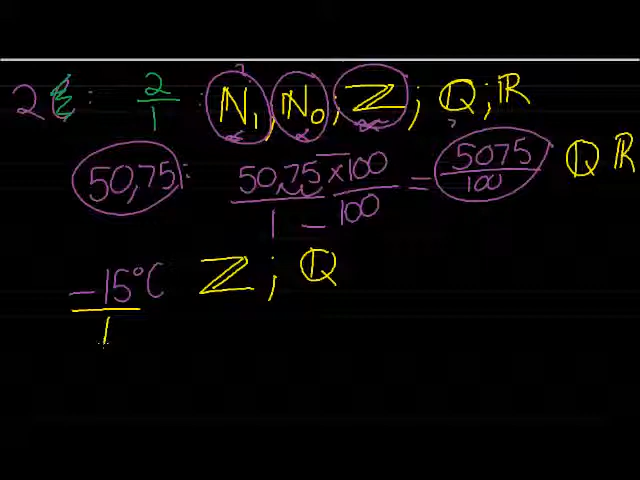 2 : 2/1 : N₁, N₀, Z; Q; R
50,75: 50,75/1 × 100/100 = 5075/100 Q R
-15°C/1 Z; Q